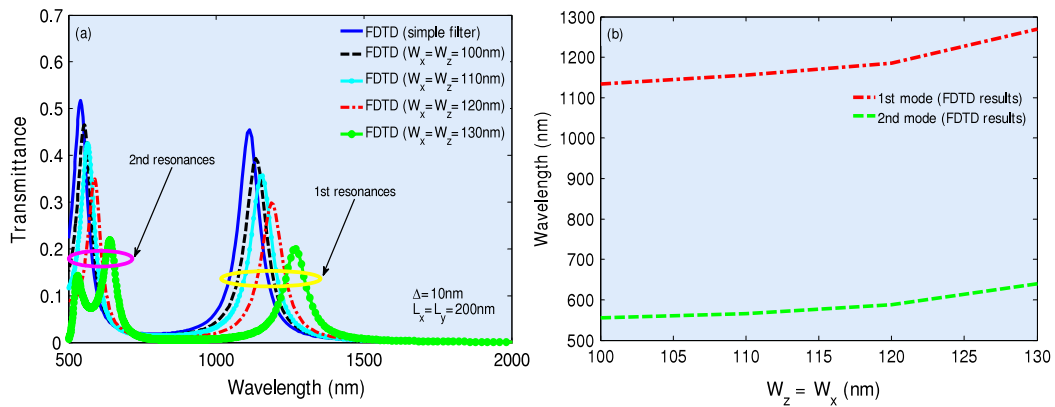 (a)
0.7
0.6
0.5
0.4
0.3
0.2
0.1
0
Transmittance
FDTD (simple filter)
FDTD (W_x=W_z=100nm)
FDTD (W_x=W_z=110nm)
FDTD (W_x=W_z=120nm)
FDTD (W_x=W_z=130nm)
2nd resonances
1st resonances
Δ=10nm
L_x=L_y=200nm
500 1000 1500 2000
Wavelength (nm)
(b)
1300
1200
1100
1000
900
800
700
600
500
Wavelength (nm)
1st mode (FDTD results)
2nd mode (FDTD results)
100 105 110 115 120 125 130
W_z = W_x (nm)